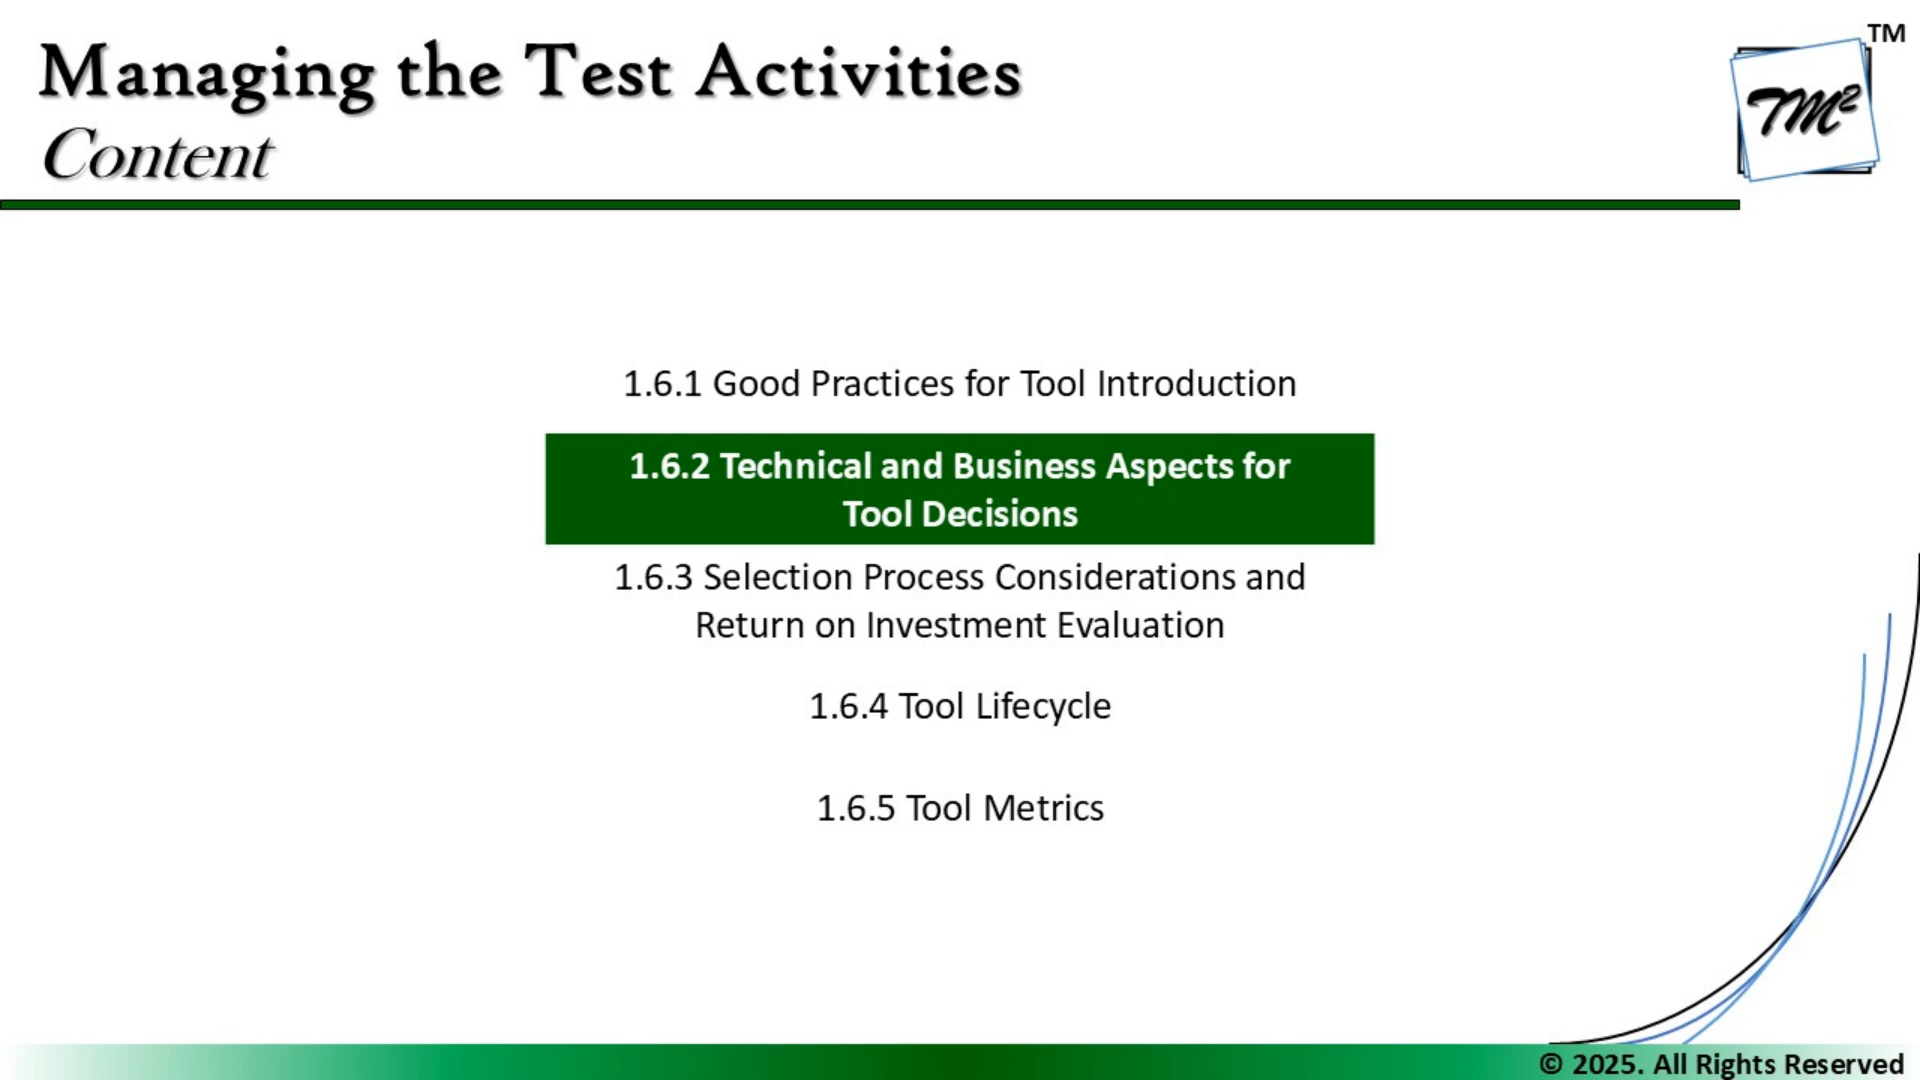 Managing the Test Activities
TM
Content
TM²
1.6.1 Good Practices for Tool Introduction
1.6.2 Technical and Business Aspects for
Tool Decisions
1.6.3 Selection Process Considerations and
Return on Investment Evaluation
1.6.4 Tool Lifecycle
1.6.5 Tool Metrics
© 2025. All Rights Reserved